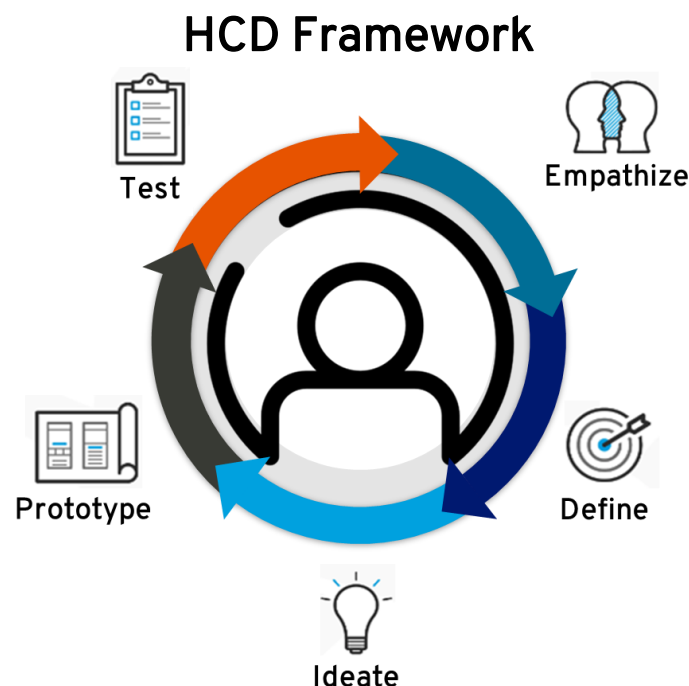 HCD Framework
Test
Empathize
Prototype
Define
Ideate